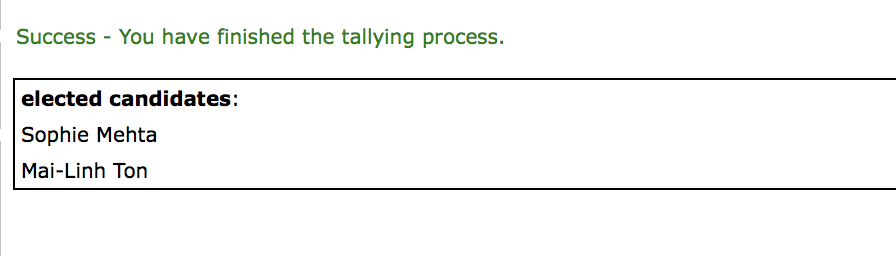 Success - You have finished the tallying process.
elected candidates:
Sophie Mehta
Mai-Linh Ton